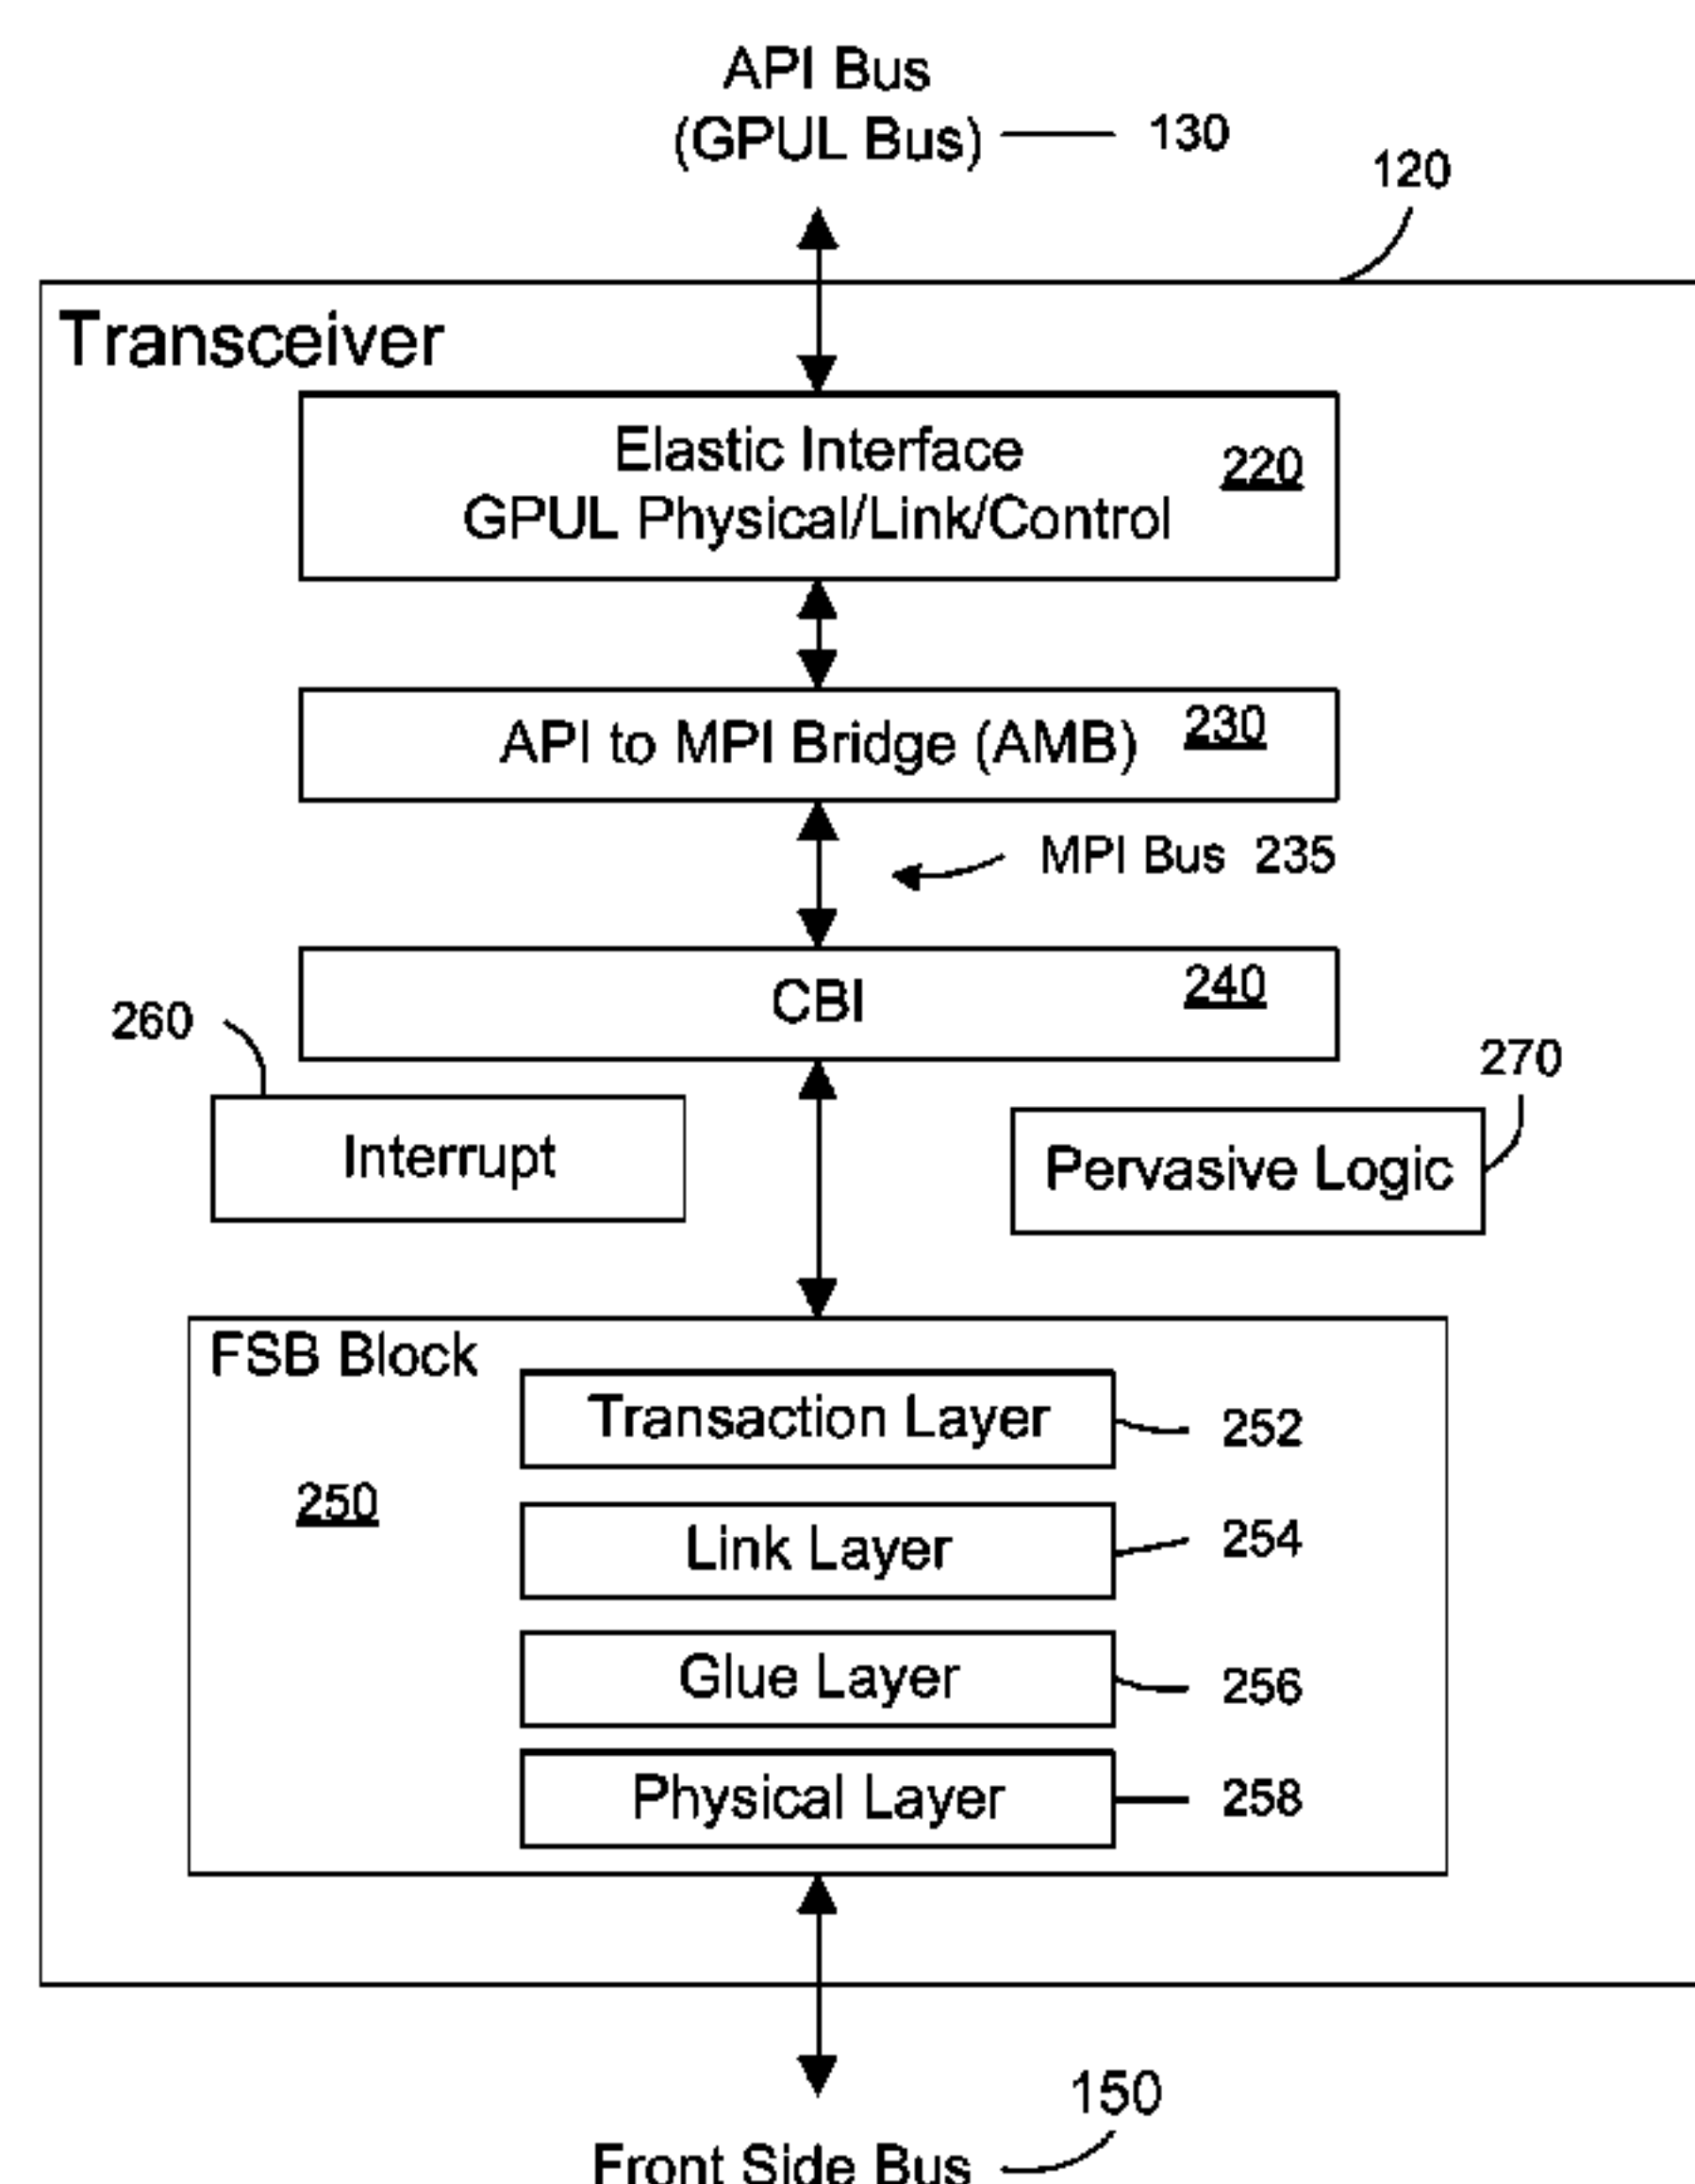 API Bus
(GPUL Bus) 130
120
Transceiver
Elastic Interface
GPUL Physical/Link/Control 220
API to MPI Bridge (AMB) 230
MPI Bus 235
CBI 240
260
270
Interrupt
Pervasive Logic
FSB Block
Transaction Layer 252
250
Link Layer 254
Glue Layer 256
Physical Layer 258
150
Front Side Bus